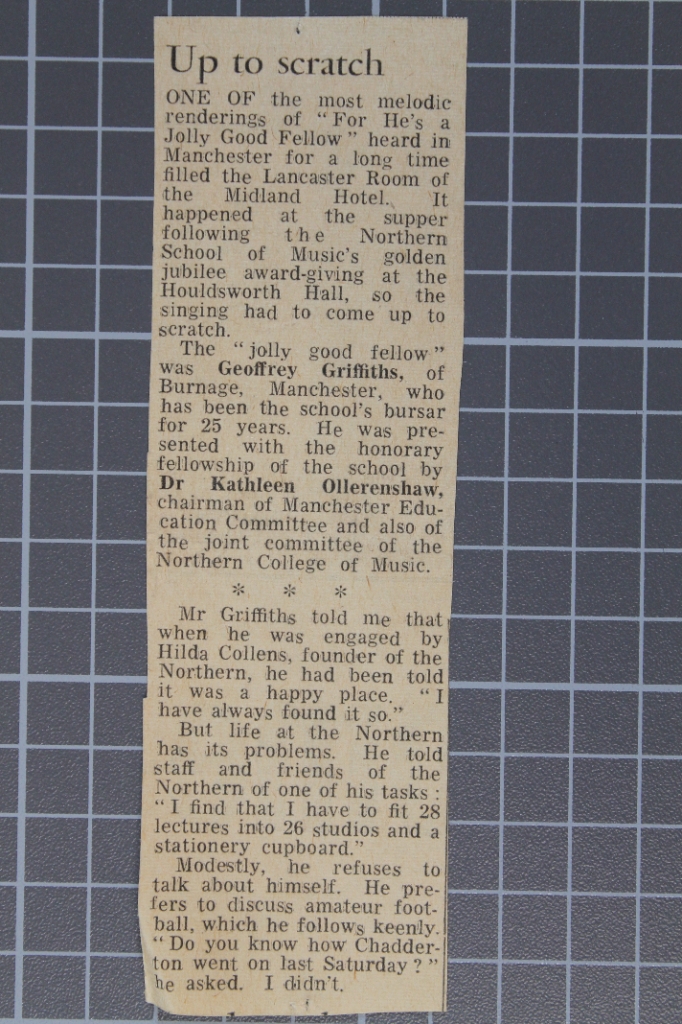 Up to scratch
ONE OF the most melodic
renderings of "For He's a
Jolly Good Fellow" heard in
Manchester for a long time
filled the Lancaster Room of
the Midland Hotel. It
happened at the supper
following the Northern
School of Music's golden
jubilee award-giving at the
Houldsworth Hall, so the
singing had to come up to
scratch.
The "jolly good fellow"
was Geoffrey Griffiths, of
Burnage, Manchester, who
has been the school's bursar
for 25 years. He was pre-
sented with the honorary
fellowship of the school by
Dr Kathleen Ollerenshaw,
chairman of Manchester Edu-
cation Committee and also of
the joint committee of the
Northern College of Music.
* * *
Mr Griffiths told me that
when he was engaged by
Hilda Collens, founder of the
Northern, he had been told
it was a happy place. "I
have always found it so."
But life at the Northern
has its problems. He told
staff and friends of the
Northern of one of his tasks :
"I find that I have to fit 28
lectures into 26 studios and a
stationery cupboard."
Modestly, he refuses to
talk about himself. He pre-
fers to discuss amateur foot-
ball, which he follows keenly.
"Do you know how Chadder-
ton went on last Saturday?"
he asked. I didn't.